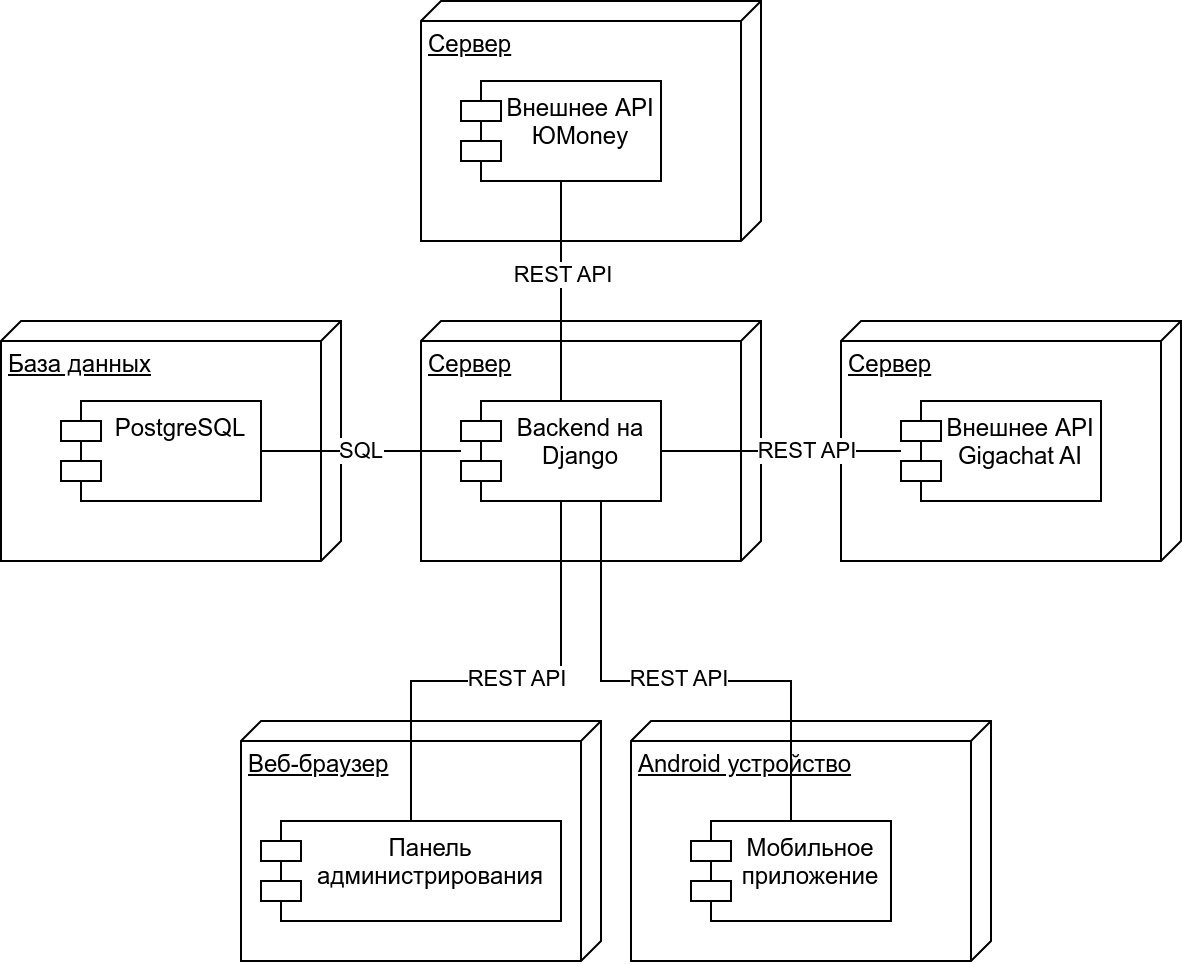 Сервер
Внешнее API
ЮMoney
REST API
База данных
PostgreSQL
SQL
Сервер
Backend на
Django
REST API
Сервер
Внешнее API
Gigachat AI
REST API
REST API
Веб-браузер
Панель
администрирования
Android устройство
Мобильное
приложение